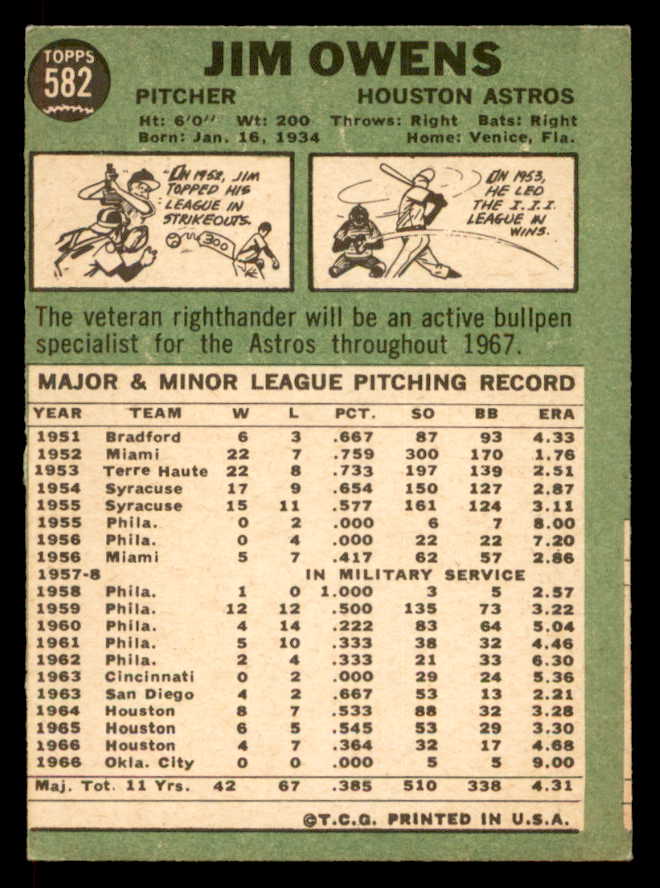 TOPPS
582
JIM OWENS
PITCHER HOUSTON ASTROS
Ht: 6'0" Wt: 200 Throws: Right Bats: Right
Born: Jan. 16, 1934 Home: Venice, Fla.
IN 1952, JIM
TOPPED HIS
LEAGUE IN
STRIKEOUTS.
300
IN 1953,
HE LED
THE I.I.I.
LEAGUE IN
WINS.
The veteran righthander will be an active bullpen
specialist for the Astros throughout 1967.
MAJOR & MINOR LEAGUE PITCHING RECORD
YEAR TEAM W L PCT. SO BB ERA
1951 Bradford 6 3 .667 87 93 4.33
1952 Miami 22 7 .759 300 170 1.76
1953 Terre Haute 22 8 .733 197 139 2.51
1954 Syracuse 17 9 .654 150 127 2.87
1955 Syracuse 15 11 .577 161 124 3.11
1955 Phila. 0 2 .000 6 7 8.00
1956 Phila. 0 4 .000 22 22 7.20
1956 Miami 5 7 .417 62 57 2.86
1957-8 IN MILITARY SERVICE
1958 Phila. 1 0 1.000 3 5 2.57
1959 Phila. 12 12 .500 135 73 3.22
1960 Phila. 4 14 .222 83 64 5.04
1961 Phila. 5 10 .333 38 32 4.46
1962 Phila. 2 4 .333 21 33 6.30
1963 Cincinnati 0 2 .000 29 24 5.36
1963 San Diego 4 2 .667 53 13 2.21
1964 Houston 8 7 .533 88 32 3.28
1965 Houston 6 5 .545 53 29 3.30
1966 Houston 4 7 .364 32 17 4.68
1966 Okla. City 0 0 .000 5 5 9.00
Maj. Tot. 11 Yrs. 42 67 .385 510 338 4.31
©T.C.G. PRINTED IN U.S.A.